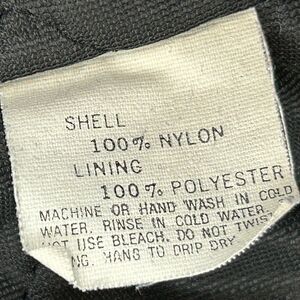 SHELL
100% NYLON
LINING
100% POLYESTER
MACHINE OR HAND WASH IN COLD
WATER. RINSE IN COLD WATER.
USE BLEACH. DO NOT TWIST
HANG TO DRIP DRY